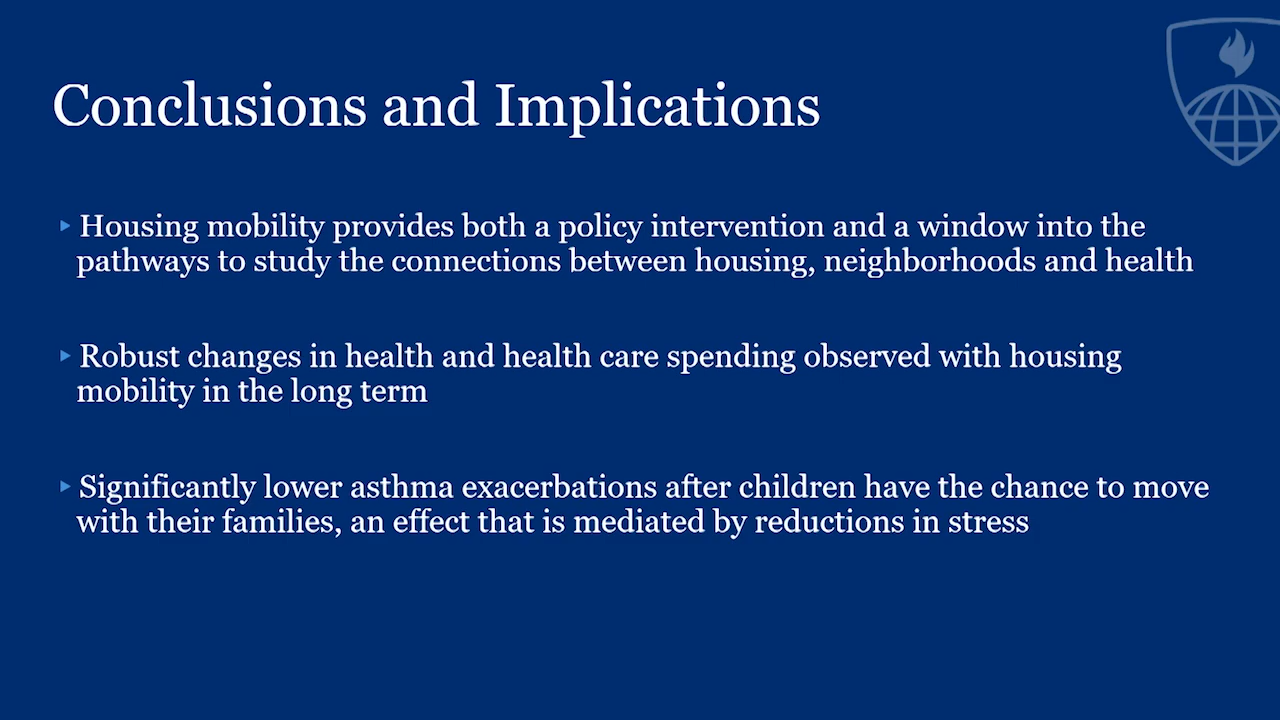 Conclusions and Implications
▸ Housing mobility provides both a policy intervention and a window into the
pathways to study the connections between housing, neighborhoods and health
▸ Robust changes in health and health care spending observed with housing
mobility in the long term
▸ Significantly lower asthma exacerbations after children have the chance to move
with their families, an effect that is mediated by reductions in stress